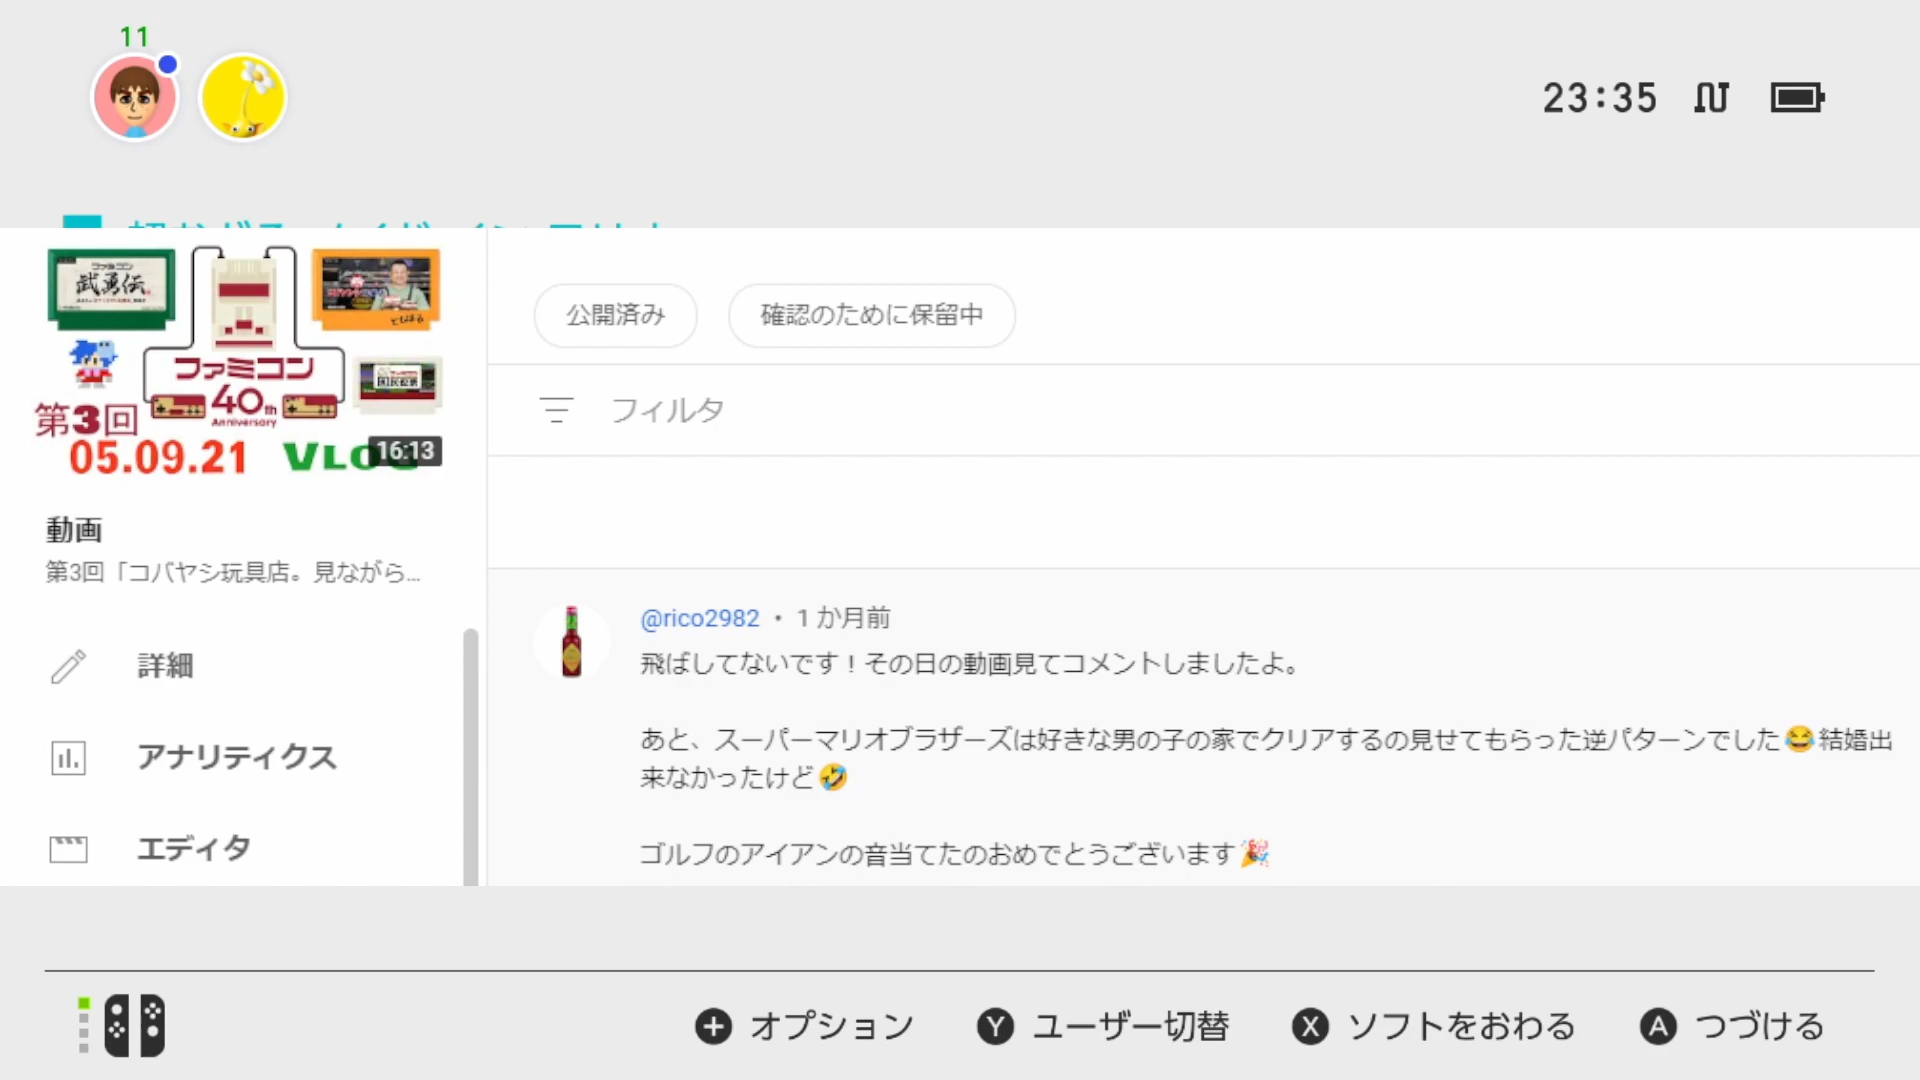 11
23:35
ファミコン
武勇伝
ファミコン
40th
Anniversary
第3回
05.09.21 VLOG
16:13
動画
第3回「コバヤシ玩具店。見ながら...
詳細
アナリティクス
エディタ
公開済み
確認のために保留中
フィルタ
@rico2982 • 1 か月前
飛ばしてないです！その日の動画見てコメントしましたよ。
あと、スーパーマリオブラザーズは好きな男の子の家でクリアするの見せてもらった逆パターンでした😂結婚出
来なかったけど🤣
ゴルフのアイアンの音当てたのおめでとうございます🎉
オプション
Y ユーザー切替
X ソフトをおわる
A つづける